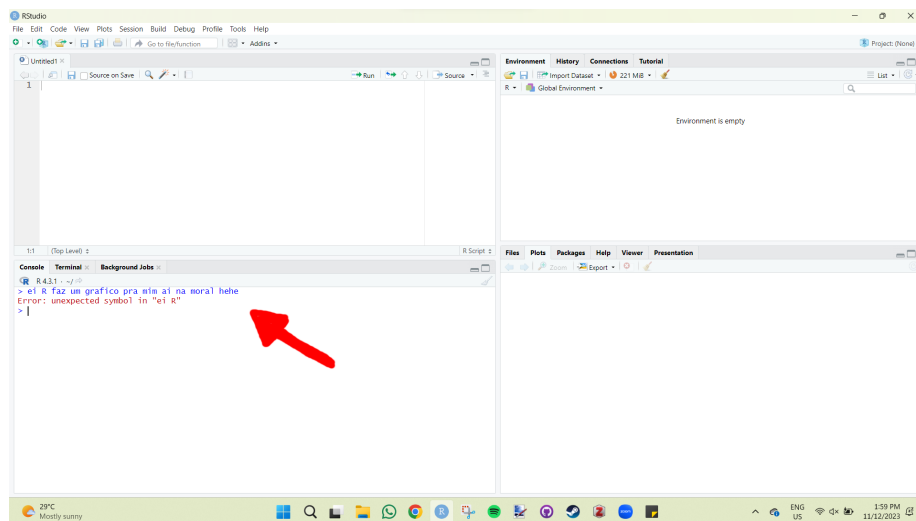 RStudio
File Edit Code View Plots Session Build Debug Profile Tools Help
Go to file/function Addins Project: (None)
Untitled1
Source on Save Run Source
1
1:1 (Top Level) R Script
Console Terminal Background Jobs
R 4.3.1 · ~/
> ei R faz um grafico pra mim ai na moral hehe
Error: unexpected symbol in "ei R"
>
Environment History Connections Tutorial
Import Dataset 221 MiB List
R Global Environment
Environment is empty
Files Plots Packages Help Viewer Presentation
Zoom Export
29°C
Mostly sunny
ENG
US
1:59 PM
11/12/2023